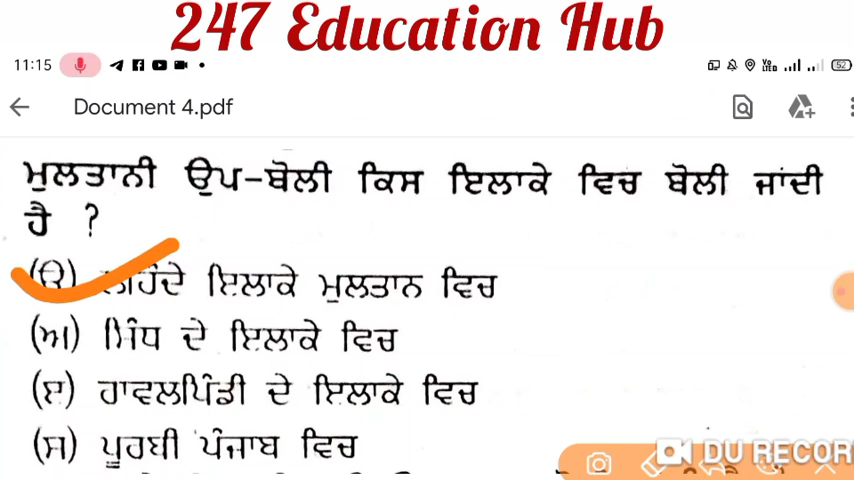 247 Education Hub
11:15
52
Document 4.pdf
ਮੁਲਤਾਨੀ ਉਪ-ਬੋਲੀ ਕਿਸ ਇਲਾਕੇ ਵਿਚ ਬੋਲੀ ਜਾਂਦੀ
ਹੈ ?
(ੳ) ਲਹਿੰਦੇ ਇਲਾਕੇ ਮੁਲਤਾਨ ਵਿਚ
(ਅ) ਸਿੰਧ ਦੇ ਇਲਾਕੇ ਵਿਚ
(ੲ) ਹਾਵਲਪਿੰਡੀ ਦੇ ਇਲਾਕੇ ਵਿਚ
(ਸ) ਪੂਰਬੀ ਪੰਜਾਬ ਵਿਚ
DU RECOR